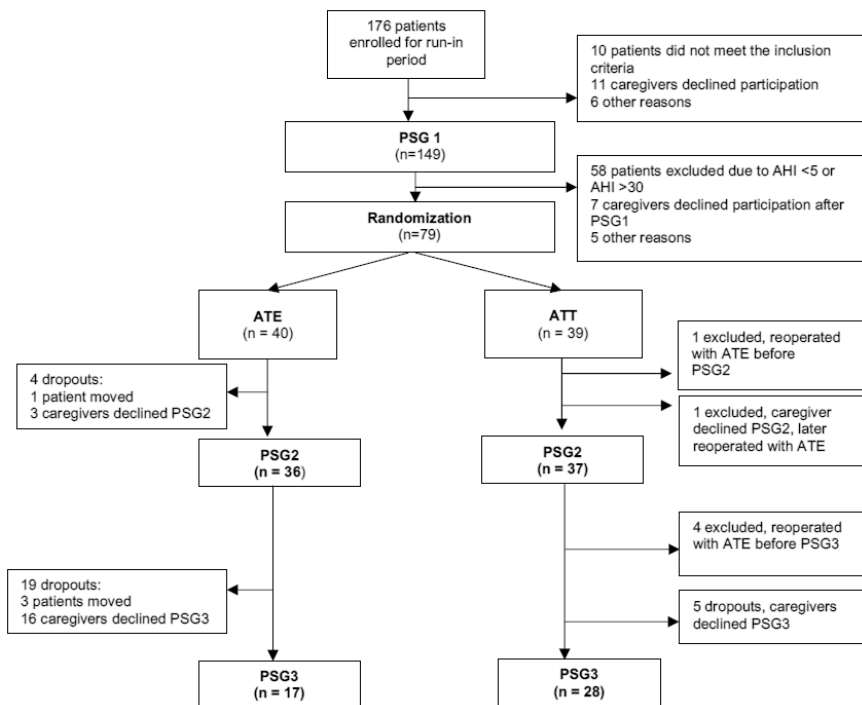 176 patients
enrolled for run-in
period
10 patients did not meet the inclusion
criteria
11 caregivers declined participation
6 other reasons
PSG 1
(n=149)
58 patients excluded due to AHI <5 or
AHI >30
7 caregivers declined participation after
PSG1
5 other reasons
Randomization
(n=79)
ATE
(n = 40)
ATT
(n = 39)
1 excluded, reoperated
with ATE before
PSG2
4 dropouts:
1 patient moved
3 caregivers declined PSG2
1 excluded, caregiver
declined PSG2, later
reoperated with ATE
PSG2
(n = 36)
PSG2
(n = 37)
4 excluded, reoperated
with ATE before PSG3
19 dropouts:
3 patients moved
16 caregivers declined PSG3
5 dropouts, caregivers
declined PSG3
PSG3
(n = 17)
PSG3
(n = 28)